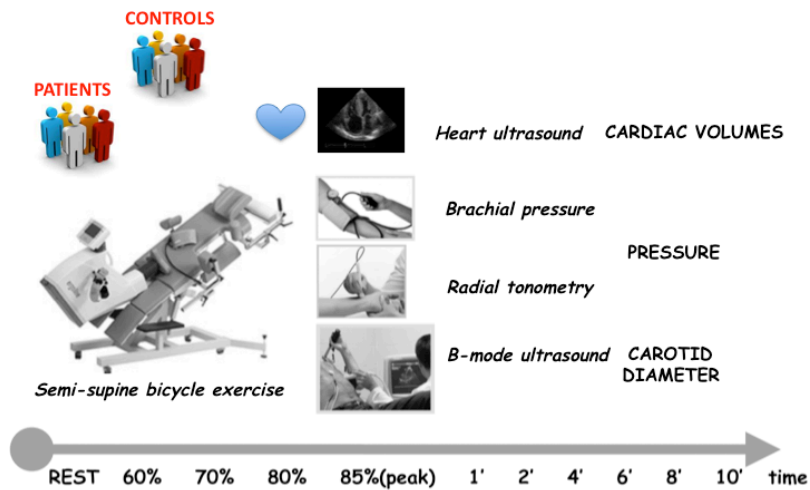 CONTROLS
PATIENTS
Heart ultrasound CARDIAC VOLUMES
Brachial pressure
PRESSURE
Radial tonometry
B-mode ultrasound CAROTID
DIAMETER
Semi-supine bicycle exercise
REST 60% 70% 80% 85%(peak) 1' 2' 4' 6' 8' 10' time